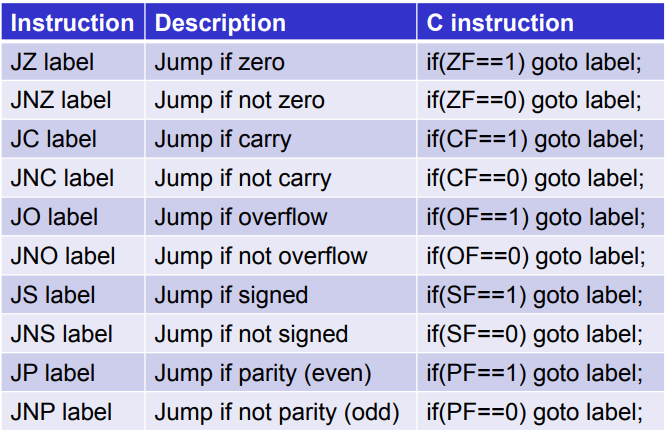 Instruction Description C instruction
JZ label Jump if zero if(ZF==1) goto label;
JNZ label Jump if not zero if(ZF==0) goto label;
JC label Jump if carry if(CF==1) goto label;
JNC label Jump if not carry if(CF==0) goto label;
JO label Jump if overflow if(OF==1) goto label;
JNO label Jump if not overflow if(OF==0) goto label;
JS label Jump if signed if(SF==1) goto label;
JNS label Jump if not signed if(SF==0) goto label;
JP label Jump if parity (even) if(PF==1) goto label;
JNP label Jump if not parity (odd) if(PF==0) goto label;